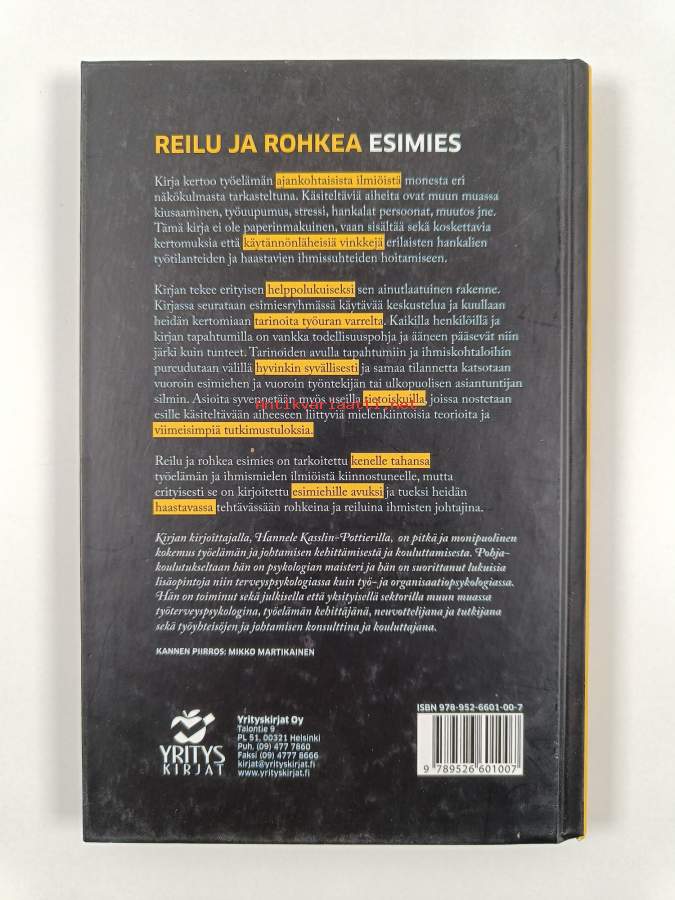 REILU JA ROHKEA ESIMIES
Kirja kertoo työelämän ajankohtaisista ilmiöistä monesta eri
näkökulmasta tarkasteltuna. Käsiteltäviä aiheita ovat muun muassa
kiusaaminen, työuupumus, stressi, hankalat persoonat, muutos jne.
Tämä kirja ei ole paperinmakuinen, vaan sisältää sekä koskettavia
kertomuksia että käytännönläheisiä vinkkejä erilaisten hankalien
työtilanteiden ja haastavien ihmissuhteiden hoitamiseen.
Kirjan tekee erityisen helppolukuiseksi sen ainutlaatuinen rakenne.
Kirjassa seurataan esimiesryhmässä käytävää keskustelua ja kuullaan
heidän kertomiaan tarinoita työuran varrelta. Kaikilla henkilöillä ja
kirjan tapahtumilla on vankka todellisuuspohja ja ääneen pääsevät niin
järki kuin tunteet. Tarinoiden avulla tapahtumiin ja ihmiskohtaloihin
pureudutaan välillä hyvinkin syvällisesti ja samaa tilannetta katsotaan
vuoroin esimiehen ja vuoroin työntekijän tai ulkopuolisen asiantuntijan
silmin. Asioita syvennetään myös useilla tietoiskuilla, joissa nostetaan
Antikvariaatti.net
esille käsiteltävään aiheeseen liittyviä mielenkiintoisia teorioita ja
viimeisimpiä tutkimustuloksia.
Reilu ja rohkea esimies on tarkoitettu kenelle tahansa
työelämän ja ihmismielen ilmiöistä kiinnostuneelle, mutta
erityisesti se on kirjoitettu esimiehille avuksi ja tueksi heidän
haastavassa tehtävässään rohkeina ja reiluina ihmisten johtajina.
Kirjan kirjoittajalla, Hannele Kasslin-Pottierilla, on pitkä ja monipuolinen
kokemus työelämän ja johtamisen kehittämisestä ja kouluttamisesta. Pohja-
koulutukseltaan hän on psykologian maisteri ja hän on suorittanut lukuisia
lisäopintoja niin terveyspsykologiassa kuin työ- ja organisaatiopsykologiassa.
Hän on toiminut sekä julkisella että yksityisellä sektorilla muun muassa
työterveyspsykologina, työelämän kehittäjänä, neuvottelijana ja tutkijana
sekä työyhteisöjen ja johtamisen konsulttina ja kouluttajana.
KANNEN PIIRROS: MIKKO MARTIKAINEN
YRITYS
KIRJAT
Yrityskirjat Oy
Talontie 9
PL 51, 00321 Helsinki
Puh. (09) 477 7860
Faksi (09) 4777 8666
kirjat@yrityskirjat.fi
www.yrityskirjat.fi
ISBN 978-952-6601-00-7
9 789526 601007